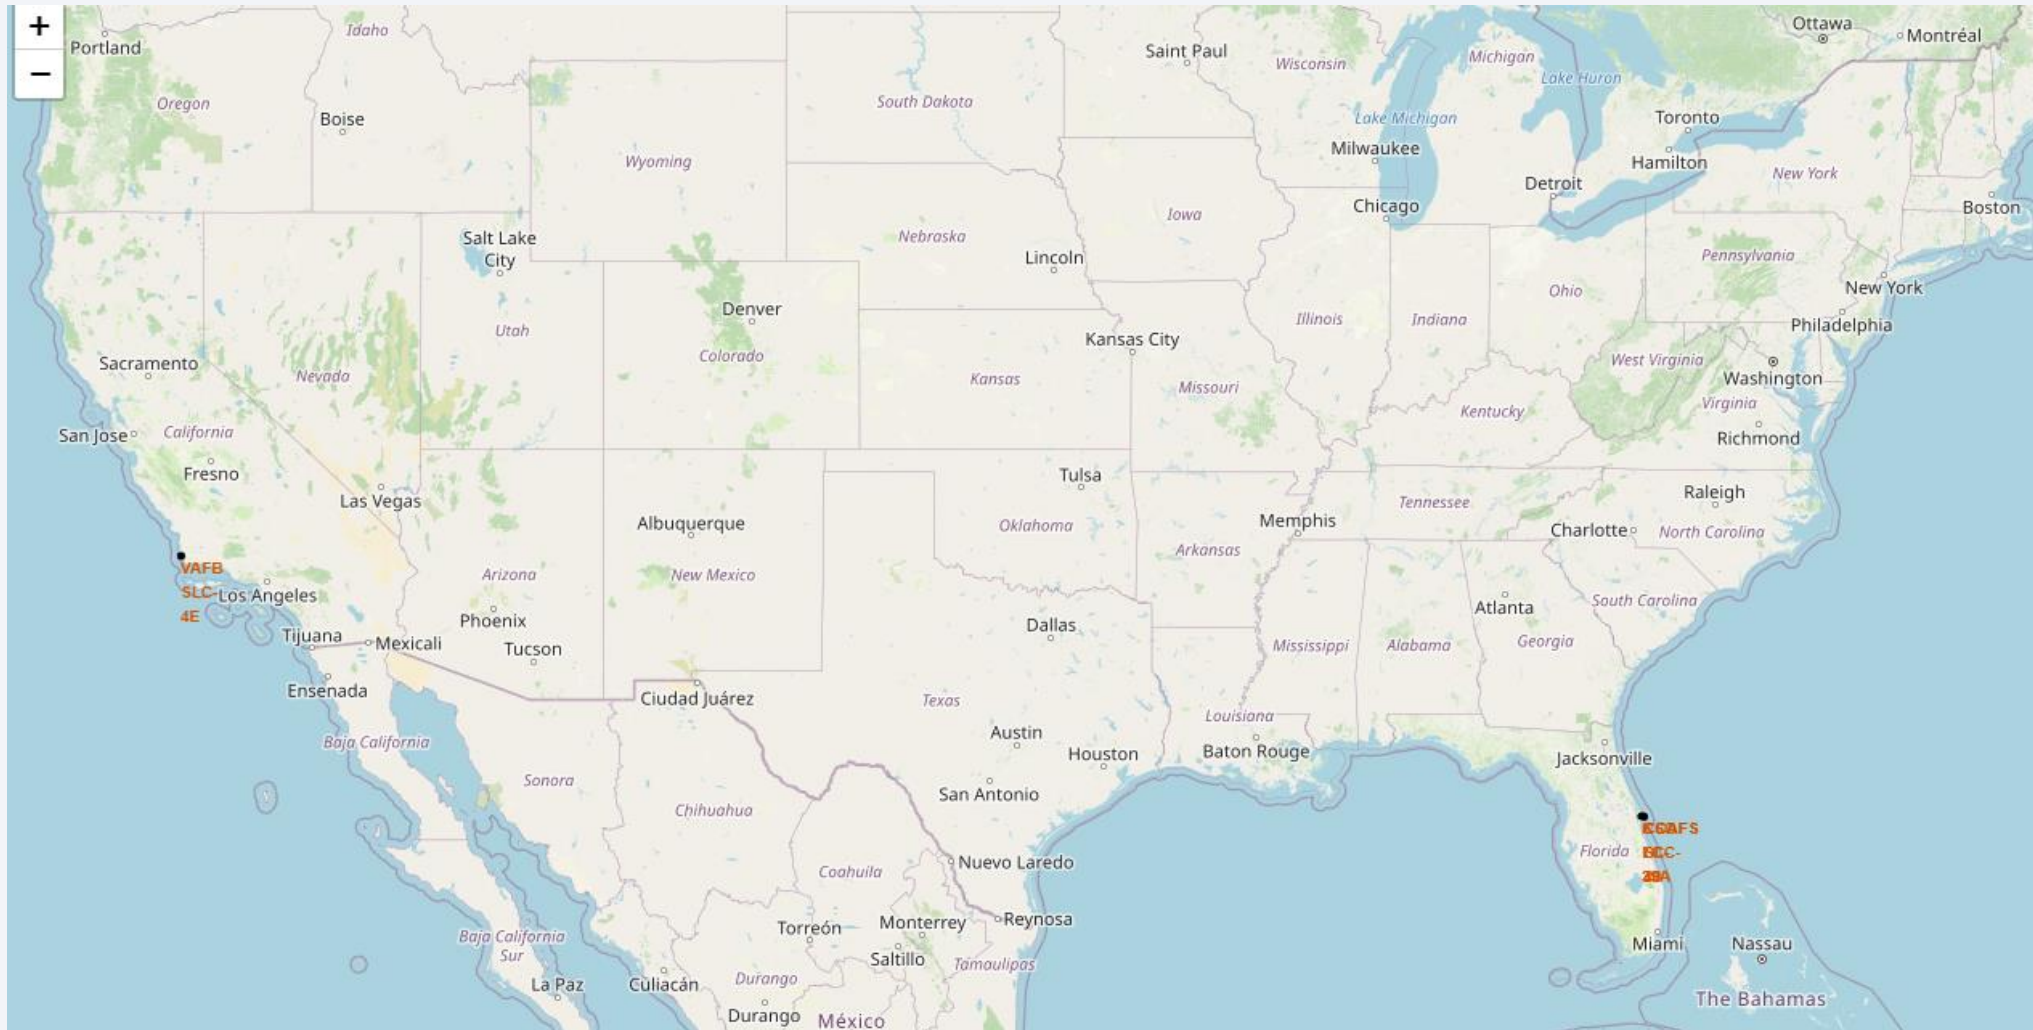 +
−
Portland
Idaho
Saint Paul
Wisconsin
Michigan
Lake Huron
Ottawa
Montréal
Oregon
Boise
South Dakota
Lake Michigan
Toronto
Wyoming
Milwaukee
Hamilton
New York
Detroit
Chicago
Boston
Iowa
Salt Lake
City
Nebraska
Lincoln
Pennsylvania
New York
Ohio
Denver
Utah
Illinois
Indiana
Philadelphia
Kansas City
Colorado
Sacramento
Nevada
Kansas
Missouri
West Virginia
Washington
Virginia
Kentucky
San Jose
California
Richmond
Fresno
Las Vegas
Tulsa
Tennessee
Raleigh
Albuquerque
Oklahoma
Memphis
Charlotte
North Carolina
Arkansas
VAFB
SLC-
4E
Los Angeles
Arizona
New Mexico
Phoenix
Atlanta
South Carolina
Tijuana
Mexicali
Tucson
Dallas
Mississippi
Alabama
Georgia
Ensenada
Ciudad Juárez
Texas
Louisiana
Baja California
Austin
Houston
Baton Rouge
Jacksonville
Sonora
Chihuahua
San Antonio
Florida
Nuevo Laredo
Coahuila
Torreón
Monterrey
Reynosa
Baja California
Sur
Saltillo
Tamaulipas
Miami
Nassau
La Paz
Culiacán
Durango
Durango
México
The Bahamas